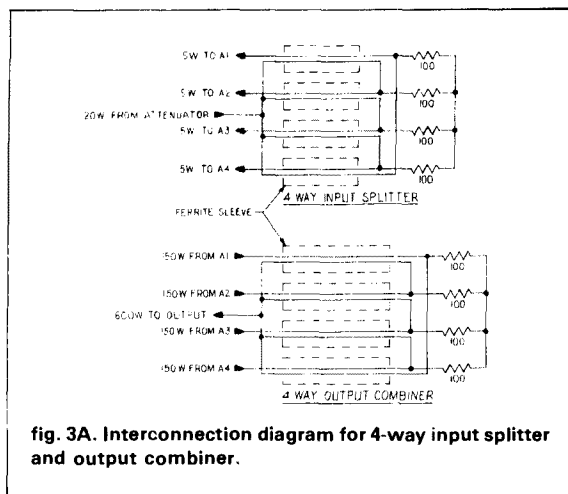 5W TO A1
100
5W TO A2
100
20W FROM ATTENUATOR
5W TO A3
100
5W TO A4
100
4 WAY INPUT SPLITTER
FERRITE SLEEVE
150W FROM A1
100
150W FROM A2
100
600W TO OUTPUT
150W FROM A3
100
150W FROM A4
100
4 WAY OUTPUT COMBINER
fig. 3A. Interconnection diagram for 4-way input splitter
and output combiner.